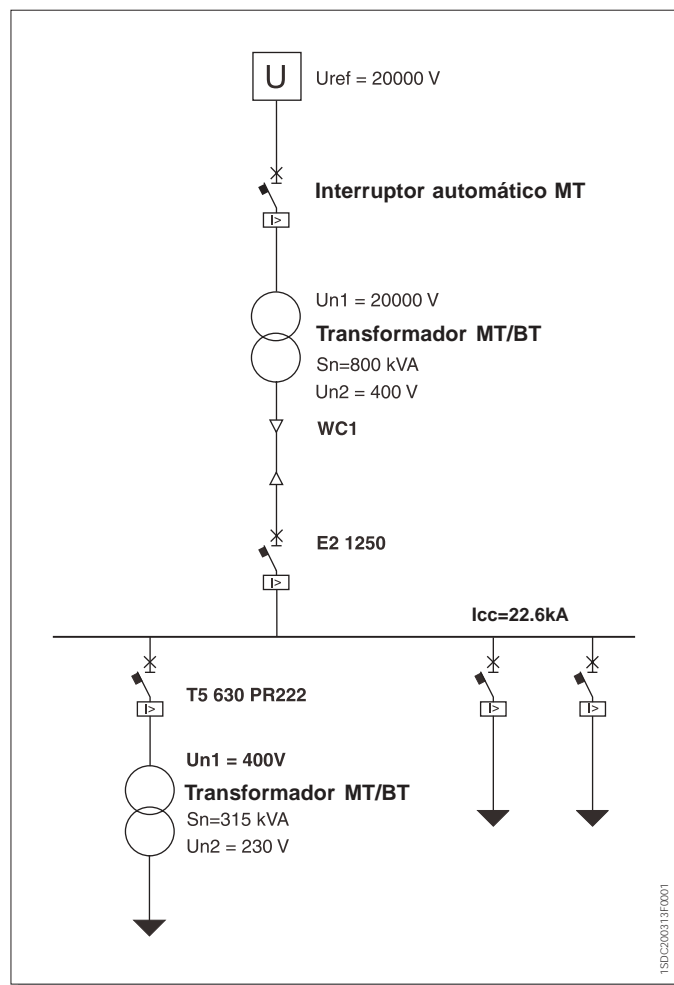 U
Uref = 20000 V
Interruptor automático MT
I>
Un1 = 20000 V
Transformador MT/BT
Sn=800 kVA
Un2 = 400 V
WC1
E2 1250
I>
Icc=22.6kA
T5 630 PR222
I>
I>
I>
Un1 = 400V
Transformador MT/BT
Sn=315 kVA
Un2 = 230 V
1SDC200313F0001